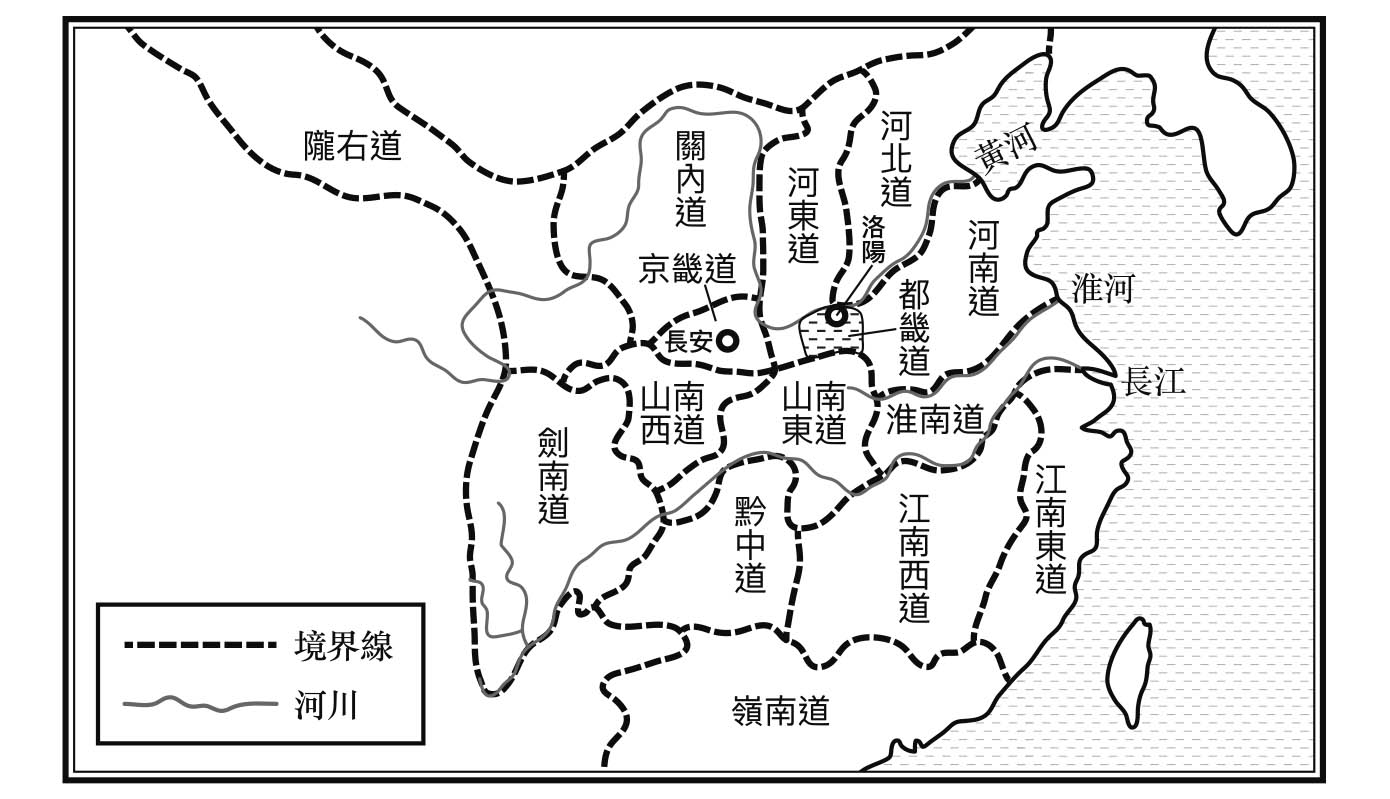 隴右道
關
內
道
京畿道
長安
河
東
道
河
北
道
洛
陽
黃河
河
南
道
都
畿
道
淮河
長江
山南
西道
山南
東道
淮南道
劍
南
道
黔
中
道
江
南
西
道
江
南
東
道
嶺南道
境界線
河川